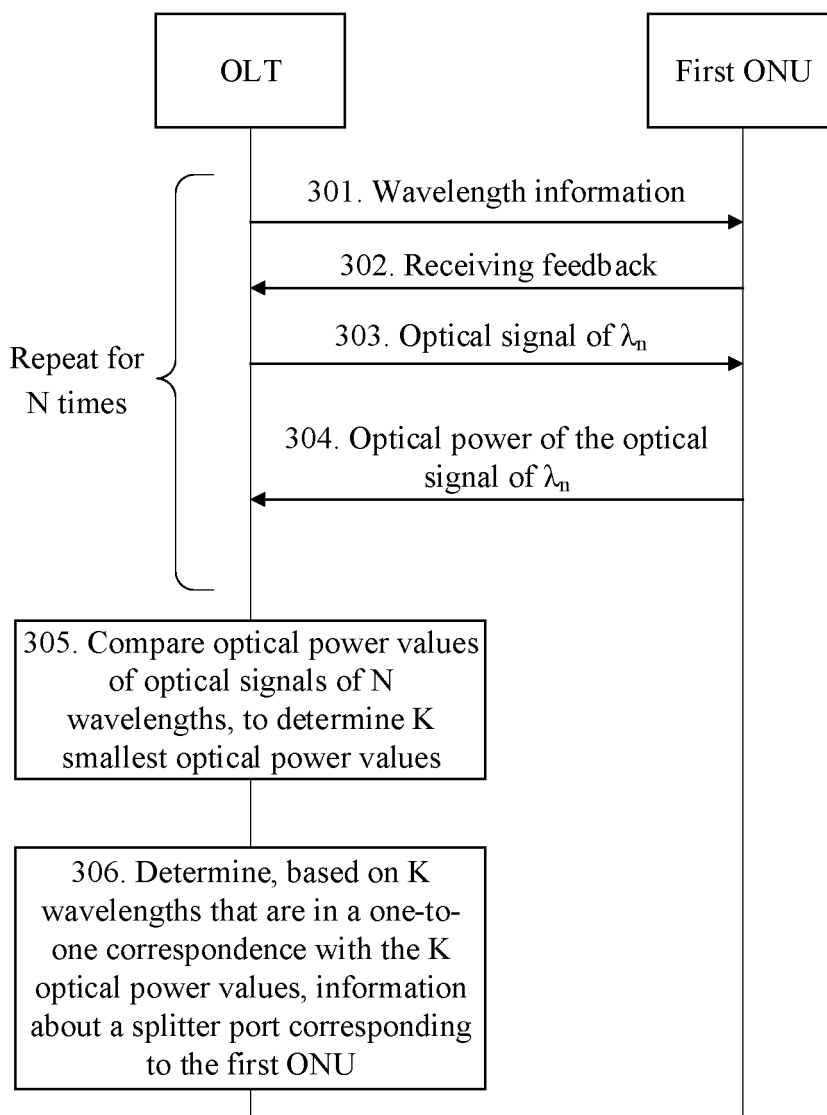 OLT
First ONU
301. Wavelength information
302. Receiving feedback
303. Optical signal of λn
Repeat for
N times
304. Optical power of the optical
signal of λn
305. Compare optical power values
of optical signals of N
wavelengths, to determine K
smallest optical power values
306. Determine, based on K
wavelengths that are in a one-to-
one correspondence with the K
optical power values, information
about a splitter port corresponding
to the first ONU